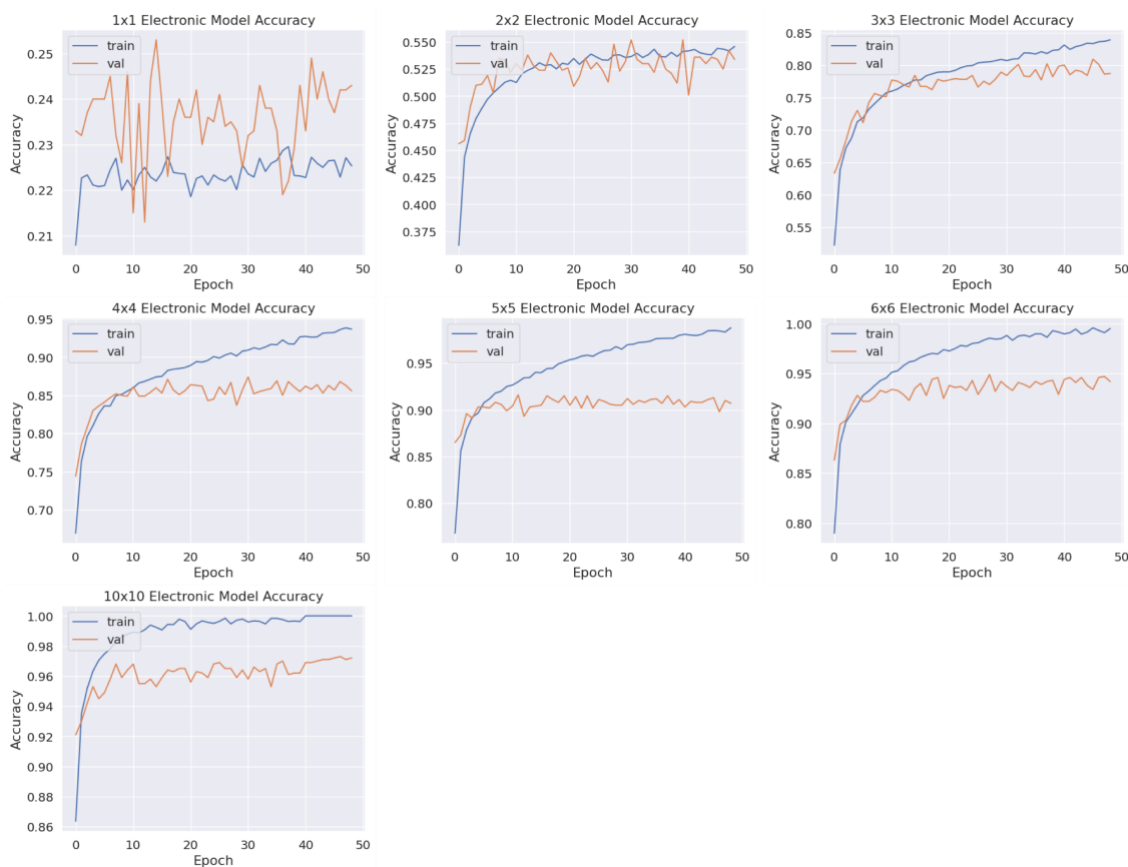 1x1 Electronic Model Accuracy
train
val
0.25
0.24
0.23
0.22
0.21
Accuracy
0 10 20 30 40 50
Epoch
2x2 Electronic Model Accuracy
train
val
0.550
0.525
0.500
0.475
0.450
0.425
0.400
0.375
Accuracy
0 10 20 30 40 50
Epoch
3x3 Electronic Model Accuracy
train
val
0.85
0.80
0.75
0.70
0.65
0.60
0.55
Accuracy
0 10 20 30 40 50
Epoch
4x4 Electronic Model Accuracy
train
val
0.95
0.90
0.85
0.80
0.75
0.70
Accuracy
0 10 20 30 40 50
Epoch
5x5 Electronic Model Accuracy
train
val
0.95
0.90
0.85
0.80
Accuracy
0 10 20 30 40 50
Epoch
6x6 Electronic Model Accuracy
train
val
1.00
0.95
0.90
0.85
0.80
Accuracy
0 10 20 30 40 50
Epoch
10x10 Electronic Model Accuracy
train
val
1.00
0.98
0.96
0.94
0.92
0.90
0.88
0.86
Accuracy
0 10 20 30 40 50
Epoch